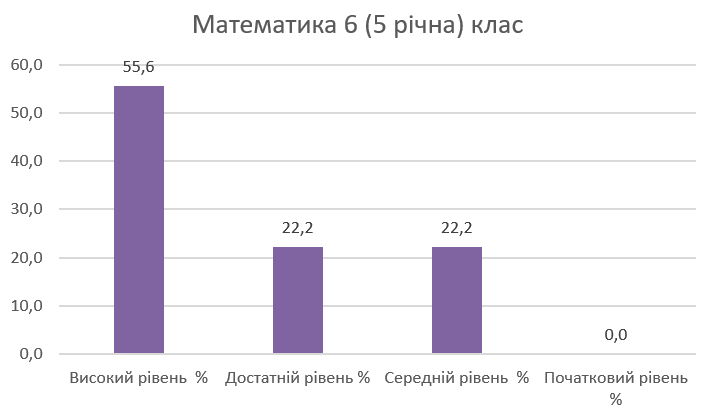 Математика 6 (5 річна) клас
60,0
50,0
40,0
30,0
20,0
10,0
0,0
55,6
22,2
22,2
0,0
Високий рівень %
Достатній рівень %
Середній рівень %
Початковий рівень
%